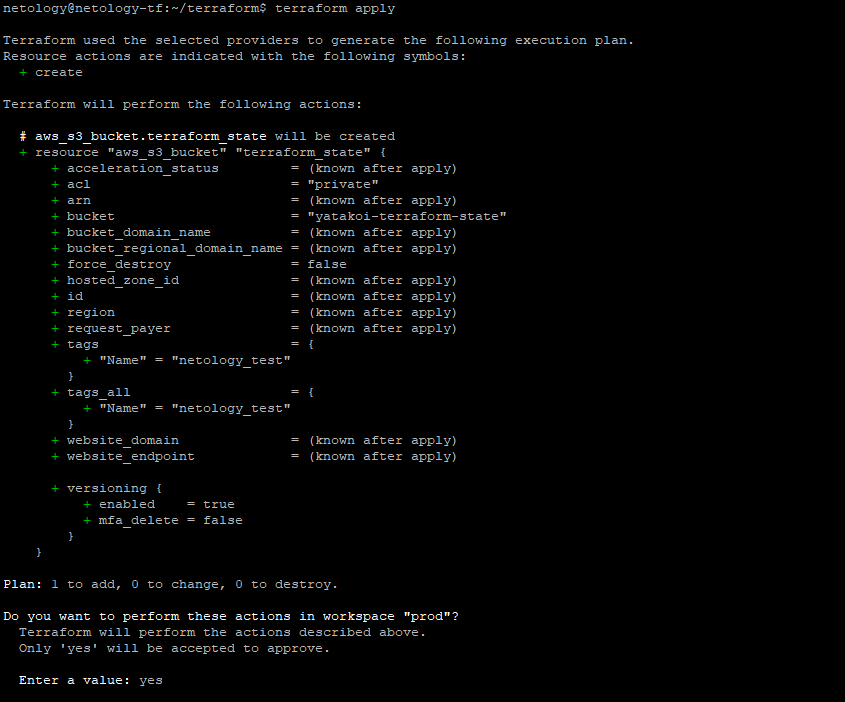 netology@netology-tf:~/terraform$ terraform apply

Terraform used the selected providers to generate the following execution plan.
Resource actions are indicated with the following symbols:
  + create

Terraform will perform the following actions:

  # aws_s3_bucket.terraform_state will be created
  + resource "aws_s3_bucket" "terraform_state" {
      + acceleration_status         = (known after apply)
      + acl                         = "private"
      + arn                         = (known after apply)
      + bucket                      = "yatakoi-terraform-state"
      + bucket_domain_name          = (known after apply)
      + bucket_regional_domain_name = (known after apply)
      + force_destroy               = false
      + hosted_zone_id              = (known after apply)
      + id                          = (known after apply)
      + region                      = (known after apply)
      + request_payer               = (known after apply)
      + tags                        = {
          + "Name" = "netology_test"
        }
      + tags_all                    = {
          + "Name" = "netology_test"
        }
      + website_domain              = (known after apply)
      + website_endpoint            = (known after apply)

      + versioning {
          + enabled    = true
          + mfa_delete = false
        }
    }

Plan: 1 to add, 0 to change, 0 to destroy.

Do you want to perform these actions in workspace "prod"?
  Terraform will perform the actions described above.
  Only 'yes' will be accepted to approve.

  Enter a value: yes